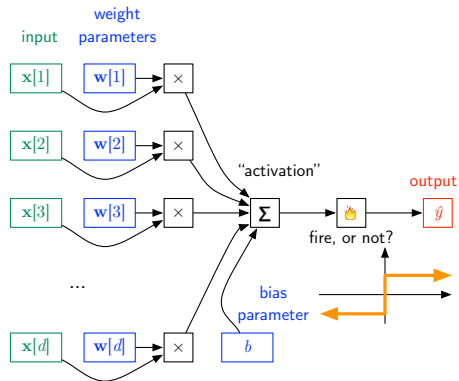 weight
input parameters
x[1] w[1] ×
x[2] w[2] ×
"activation"
output
x[3] w[3] × Σ ŷ
fire, or not?
...
bias
parameter
x[d] w[d] × b